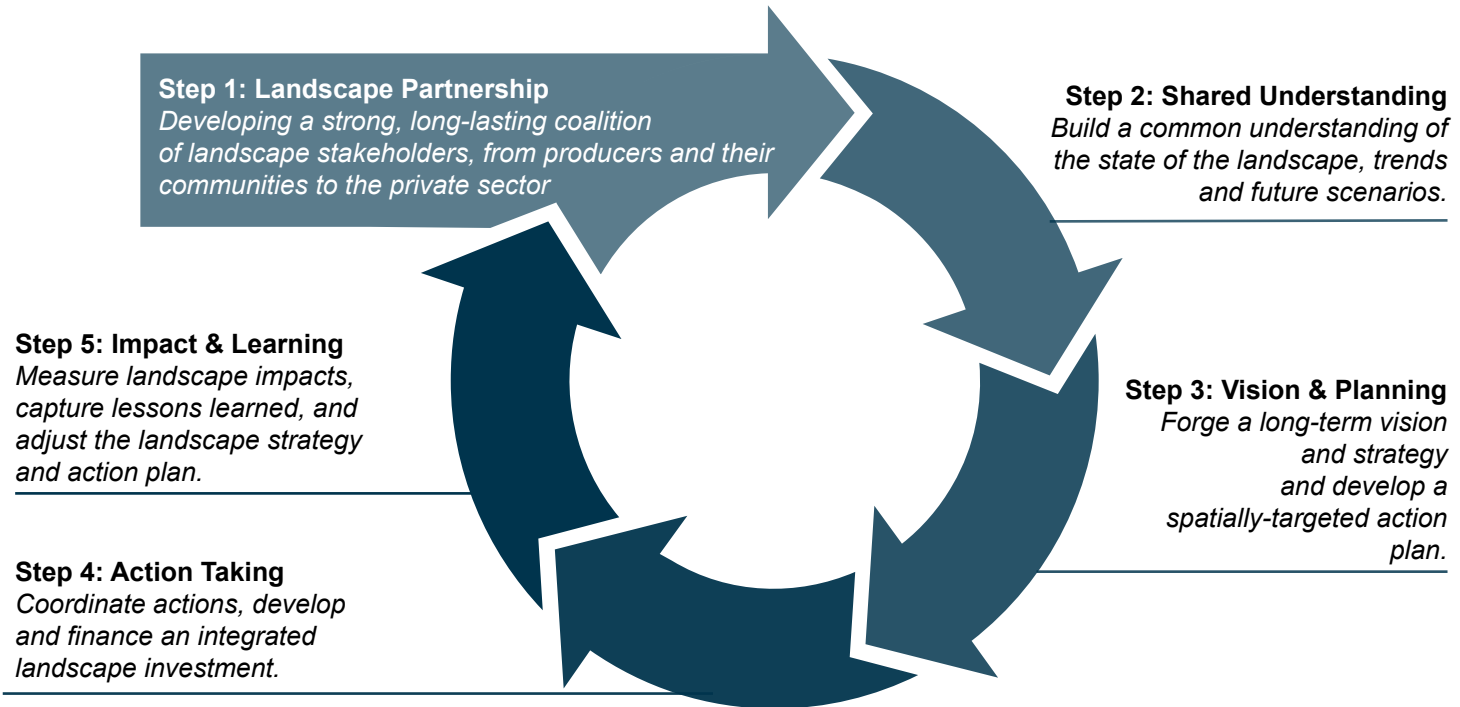 Step 1: Landscape Partnership
Developing a strong, long-lasting coalition
of landscape stakeholders, from producers and their
communities to the private sector
Step 2: Shared Understanding
Build a common understanding of
the state of the landscape, trends
and future scenarios.
Step 3: Vision & Planning
Forge a long-term vision
and strategy
and develop a
spatially-targeted action
plan.
Step 4: Action Taking
Coordinate actions, develop
and finance an integrated
landscape investment.
Step 5: Impact & Learning
Measure landscape impacts,
capture lessons learned, and
adjust the landscape strategy
and action plan.